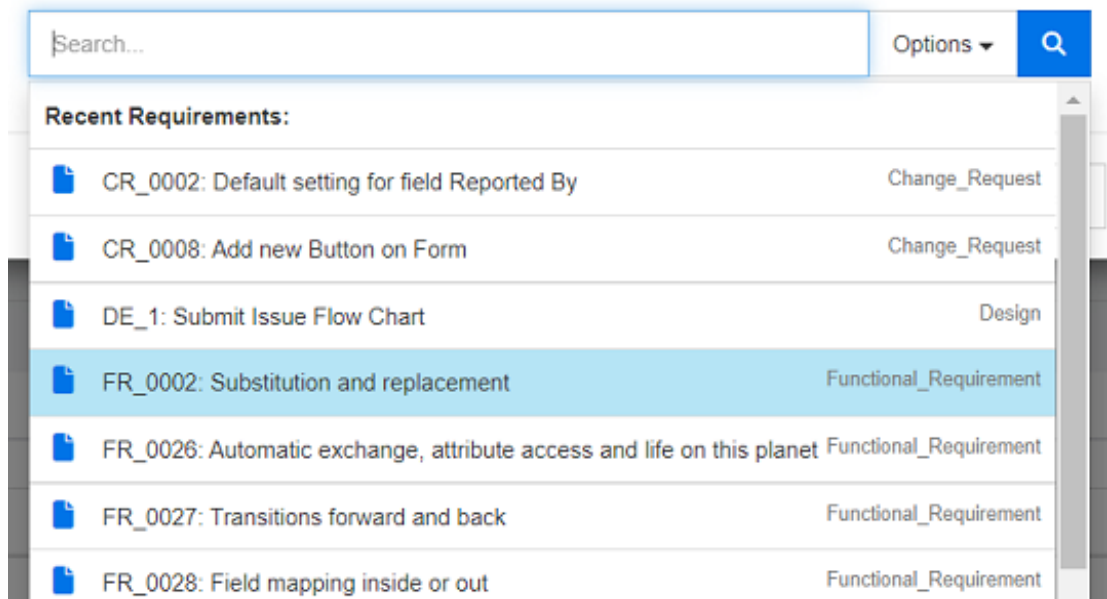 Search...
Options
Recent Requirements:
CR_0002: Default setting for field Reported By Change_Request
CR_0008: Add new Button on Form Change_Request
DE_1: Submit Issue Flow Chart Design
FR_0002: Substitution and replacement Functional_Requirement
FR_0026: Automatic exchange, attribute access and life on this planet Functional_Requirement
FR_0027: Transitions forward and back Functional_Requirement
FR_0028: Field mapping inside or out Functional_Requirement